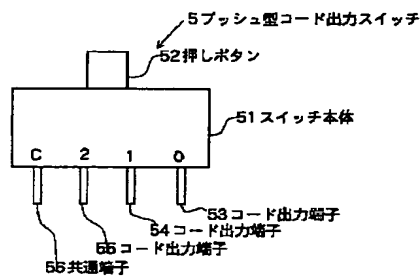 5プッシュ型コード出力スイッチ
52押しボタン
51スイッチ本体
C 2 1 0
53コード出力端子
54コード出力端子
55コード出力端子
56共通端子